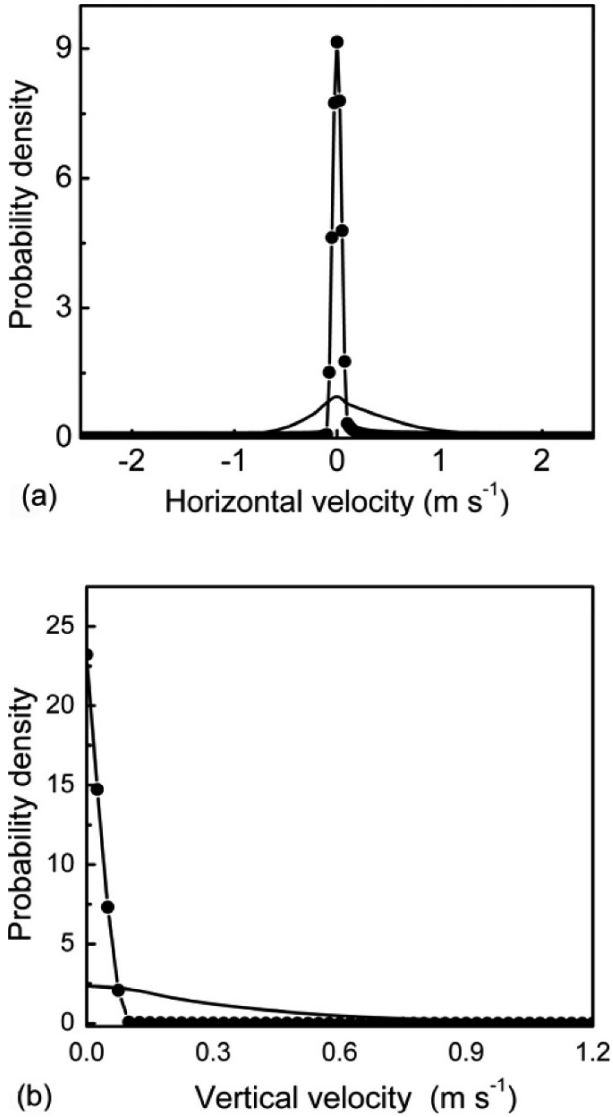 9
6
3
0
Probability density
-2 -1 0 1 2
(a) Horizontal velocity (m s-1)
25
20
15
10
5
0
Probability density
0.0 0.3 0.6 0.9 1.2
(b) Vertical velocity (m s-1)